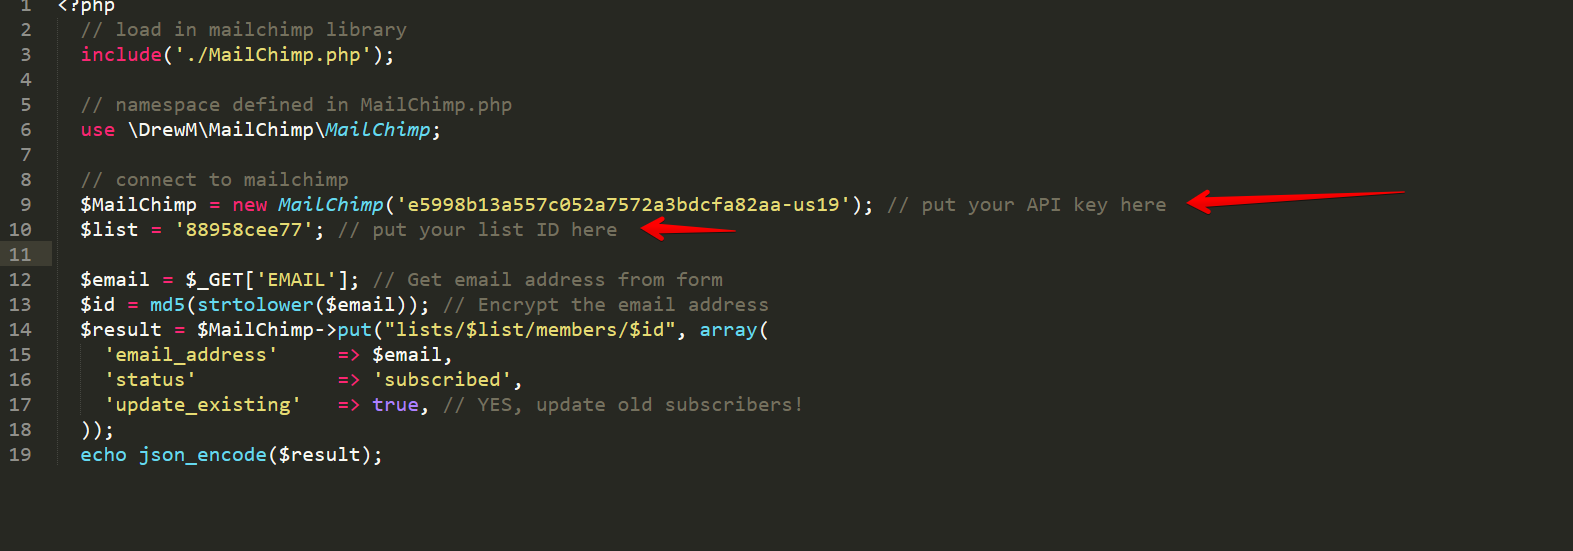 1 <?php
2 // load in mailchimp library
3 include('./MailChimp.php');
4
5 // namespace defined in MailChimp.php
6 use \DrewM\MailChimp\MailChimp;
7
8 // connect to mailchimp
9 $MailChimp = new MailChimp('e5998b13a557c052a7572a3bdcfa82aa-us19'); // put your API key here
10 $list = '88958cee77'; // put your list ID here
11
12 $email = $_GET['EMAIL']; // Get email address from form
13 $id = md5(strtolower($email)); // Encrypt the email address
14 $result = $MailChimp->put("lists/$list/members/$id", array(
15 'email_address' => $email,
16 'status' => 'subscribed',
17 'update_existing' => true, // YES, update old subscribers!
18 ));
19 echo json_encode($result);